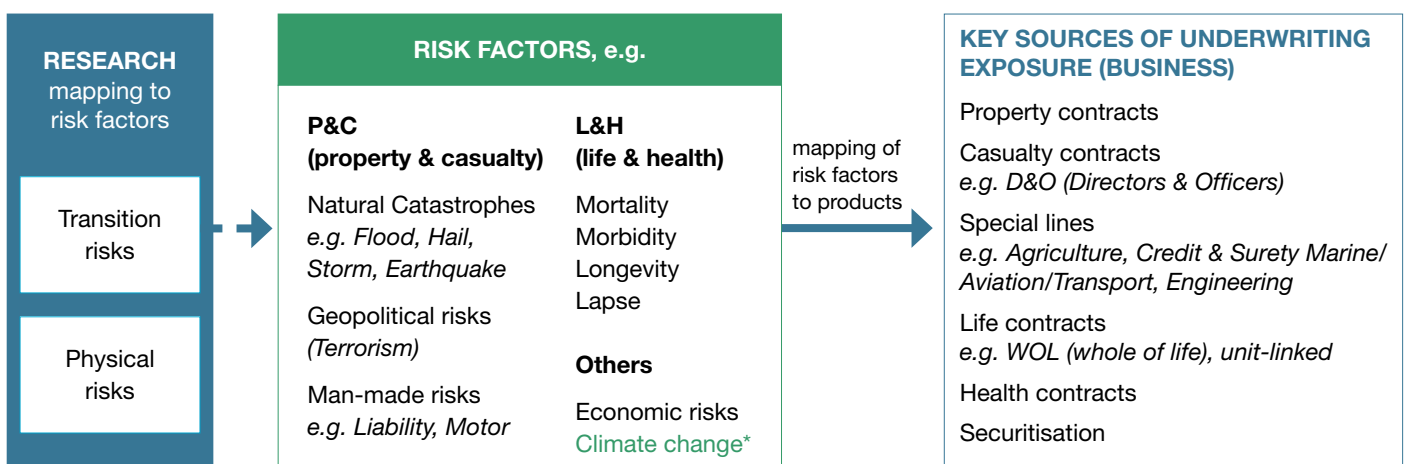 RESEARCH
mapping to
risk factors
Transition
risks
Physical
risks
RISK FACTORS, e.g.
P&C
(property & casualty)
Natural Catastrophes
e.g. Flood, Hail,
Storm, Earthquake
Geopolitical risks
(Terrorism)
Man-made risks
e.g. Liability, Motor
L&H
(life & health)
Mortality
Morbidity
Longevity
Lapse
Others
Economic risks
Climate change*
mapping of
risk factors
to products
KEY SOURCES OF UNDERWRITING
EXPOSURE (BUSINESS)
Property contracts
Casualty contracts
e.g. D&O (Directors & Officers)
Special lines
e.g. Agriculture, Credit & Surety Marine/
Aviation/Transport, Engineering
Life contracts
e.g. WOL (whole of life), unit-linked
Health contracts
Securitisation